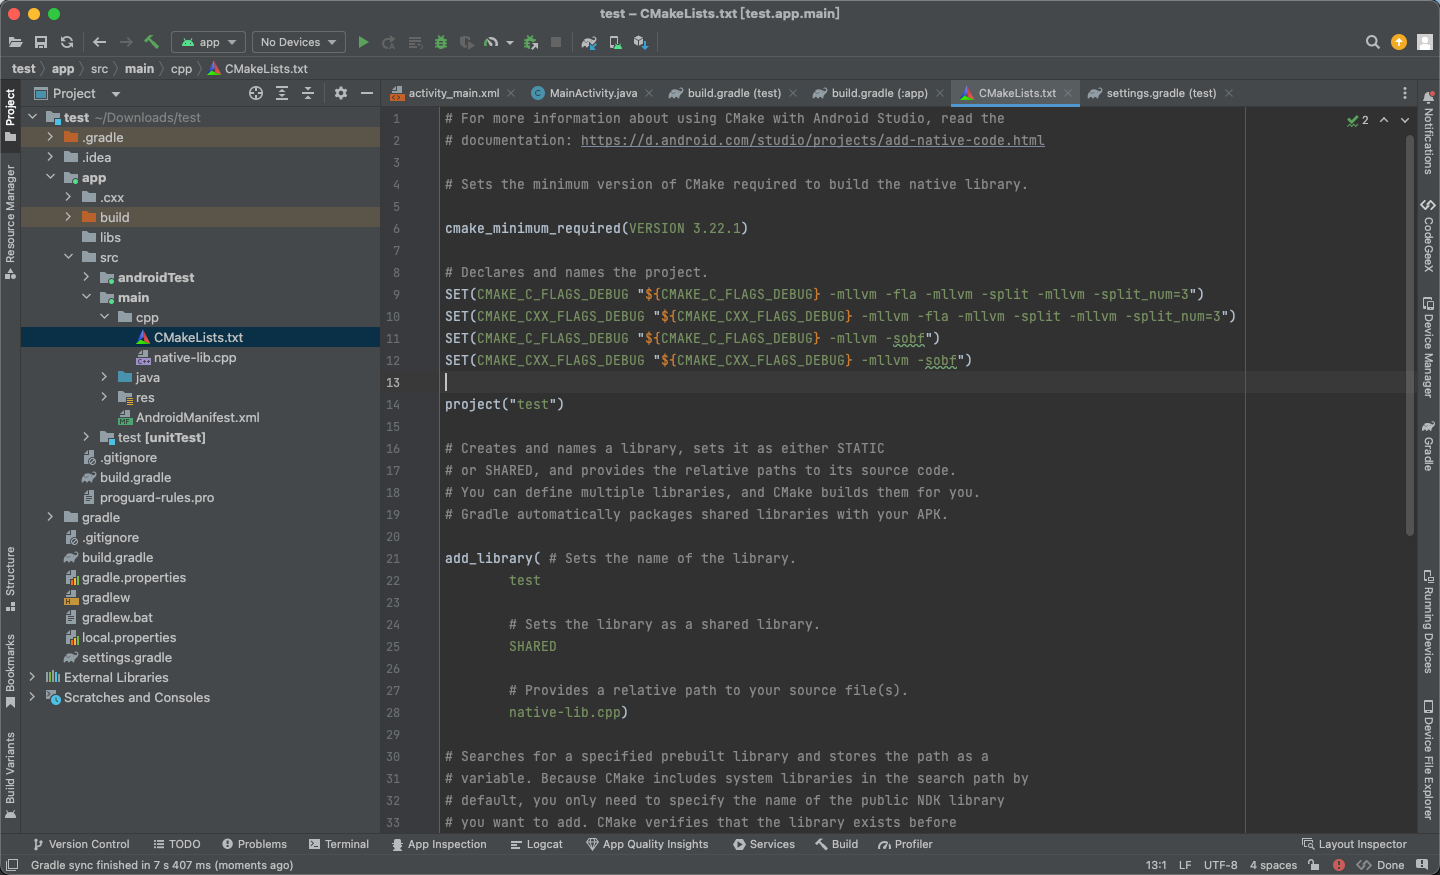 test – CMakeLists.txt [test.app.main]
app
No Devices
test
app
src
main
cpp
CMakeLists.txt
Project
activity_main.xml
MainActivity.java
build.gradle (test)
build.gradle (:app)
CMakeLists.txt
settings.gradle (test)
Project
Resource Manager
Structure
Bookmarks
Build Variants
test ~/Downloads/test
.gradle
.idea
app
.cxx
build
libs
src
androidTest
main
cpp
CMakeLists.txt
native-lib.cpp
java
res
AndroidManifest.xml
test [unitTest]
.gitignore
build.gradle
proguard-rules.pro
gradle
.gitignore
build.gradle
gradle.properties
gradlew
gradlew.bat
local.properties
settings.gradle
External Libraries
Scratches and Consoles
2
1 # For more information about using CMake with Android Studio, read the
2 # documentation: https://d.android.com/studio/projects/add-native-code.html
3
4 # Sets the minimum version of CMake required to build the native library.
5
6 cmake_minimum_required(VERSION 3.22.1)
7
8 # Declares and names the project.
9 SET(CMAKE_C_FLAGS_DEBUG "${CMAKE_C_FLAGS_DEBUG} -mllvm -fla -mllvm -split -mllvm -split_num=3")
10 SET(CMAKE_CXX_FLAGS_DEBUG "${CMAKE_CXX_FLAGS_DEBUG} -mllvm -fla -mllvm -split -mllvm -split_num=3")
11 SET(CMAKE_C_FLAGS_DEBUG "${CMAKE_C_FLAGS_DEBUG} -mllvm -sobf")
12 SET(CMAKE_CXX_FLAGS_DEBUG "${CMAKE_CXX_FLAGS_DEBUG} -mllvm -sobf")
13
14 project("test")
15
16 # Creates and names a library, sets it as either STATIC
17 # or SHARED, and provides the relative paths to its source code.
18 # You can define multiple libraries, and CMake builds them for you.
19 # Gradle automatically packages shared libraries with your APK.
20
21 add_library( # Sets the name of the library.
22 test
23
24 # Sets the library as a shared library.
25 SHARED
26
27 # Provides a relative path to your source file(s).
28 native-lib.cpp)
29
30 # Searches for a specified prebuilt library and stores the path as a
31 # variable. Because CMake includes system libraries in the search path by
32 # default, you only need to specify the name of the public NDK library
33 # you want to add. CMake verifies that the library exists before
Notifications
CodeGeeX
Device Manager
Gradle
Running Devices
Device File Explorer
Version Control
TODO
Problems
Terminal
App Inspection
Logcat
App Quality Insights
Services
Build
Profiler
Layout Inspector
Gradle sync finished in 7 s 407 ms (moments ago)
13:1
LF
UTF-8
4 spaces
Done